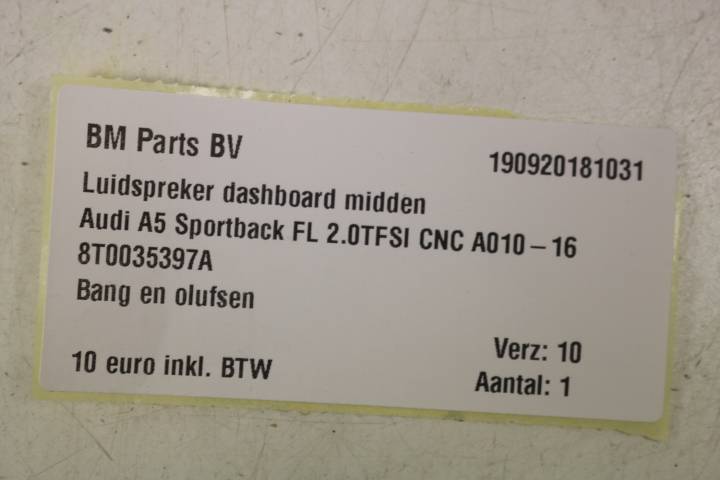 BM Parts BV
190920181031
Luidspreker dashboard midden
Audi A5 Sportback FL 2.0TFSI CNC A010-16
8T0035397A
Bang en olufsen
Verz: 10
10 euro inkl. BTW
Aantal: 1